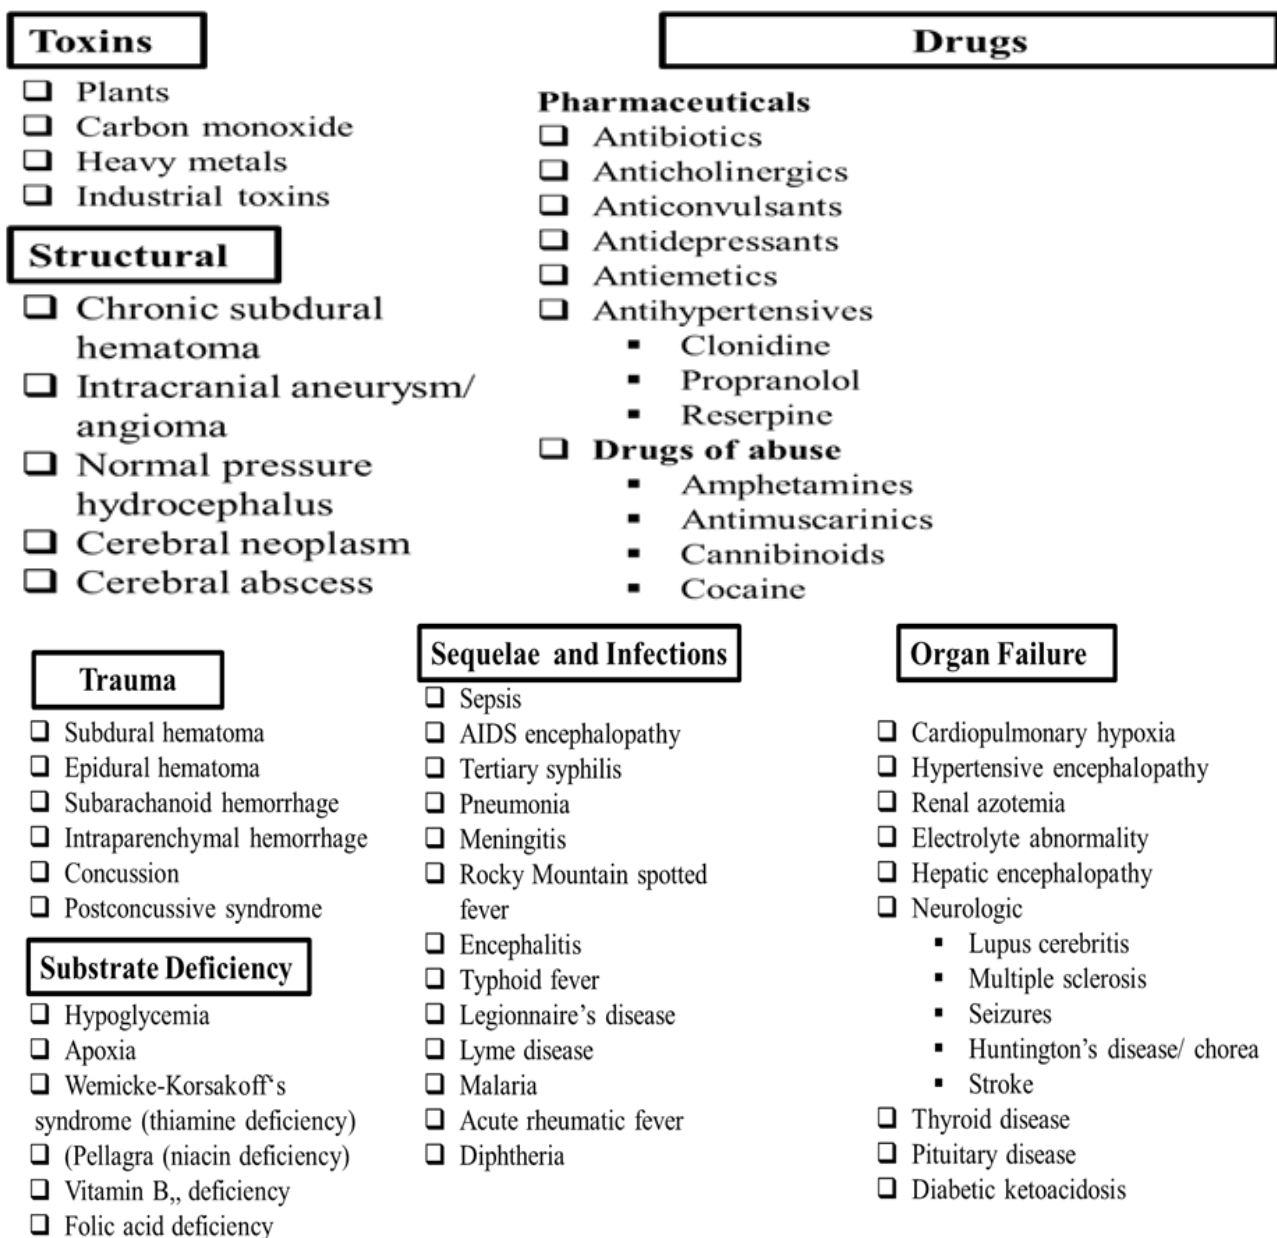 Toxins
❑ Plants
❑ Carbon monoxide
❑ Heavy metals
❑ Industrial toxins
Structural
❑ Chronic subdural
hematoma
❑ Intracranial aneurysm/
angioma
❑ Normal pressure
hydrocephalus
❑ Cerebral neoplasm
❑ Cerebral abscess
Drugs
Pharmaceuticals
❑ Antibiotics
❑ Anticholinergics
❑ Anticonvulsants
❑ Antidepressants
❑ Antiemetics
❑ Antihypertensives
▪ Clonidine
▪ Propranolol
▪ Reserpine
❑ Drugs of abuse
▪ Amphetamines
▪ Antimuscarinics
▪ Cannibinoids
▪ Cocaine
Trauma
❑ Subdural hematoma
❑ Epidural hematoma
❑ Subarachanoid hemorrhage
❑ Intraparenchymal hemorrhage
❑ Concussion
❑ Postconcussive syndrome
Substrate Deficiency
❑ Hypoglycemia
❑ Apoxia
❑ Wemicke-Korsakoff‘s
syndrome (thiamine deficiency)
❑ (Pellagra (niacin deficiency)
❑ Vitamin B,, deficiency
❑ Folic acid deficiency
Sequelae and Infections
❑ Sepsis
❑ AIDS encephalopathy
❑ Tertiary syphilis
❑ Pneumonia
❑ Meningitis
❑ Rocky Mountain spotted
fever
❑ Encephalitis
❑ Typhoid fever
❑ Legionnaire’s disease
❑ Lyme disease
❑ Malaria
❑ Acute rheumatic fever
❑ Diphtheria
Organ Failure
❑ Cardiopulmonary hypoxia
❑ Hypertensive encephalopathy
❑ Renal azotemia
❑ Electrolyte abnormality
❑ Hepatic encephalopathy
❑ Neurologic
▪ Lupus cerebritis
▪ Multiple sclerosis
▪ Seizures
▪ Huntington’s disease/ chorea
▪ Stroke
❑ Thyroid disease
❑ Pituitary disease
❑ Diabetic ketoacidosis